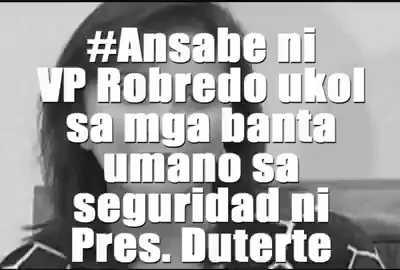 #Ansabe ni
VP Robredo ukol
sa mga banta
umano sa
seguridad ni
Pres. Duterte